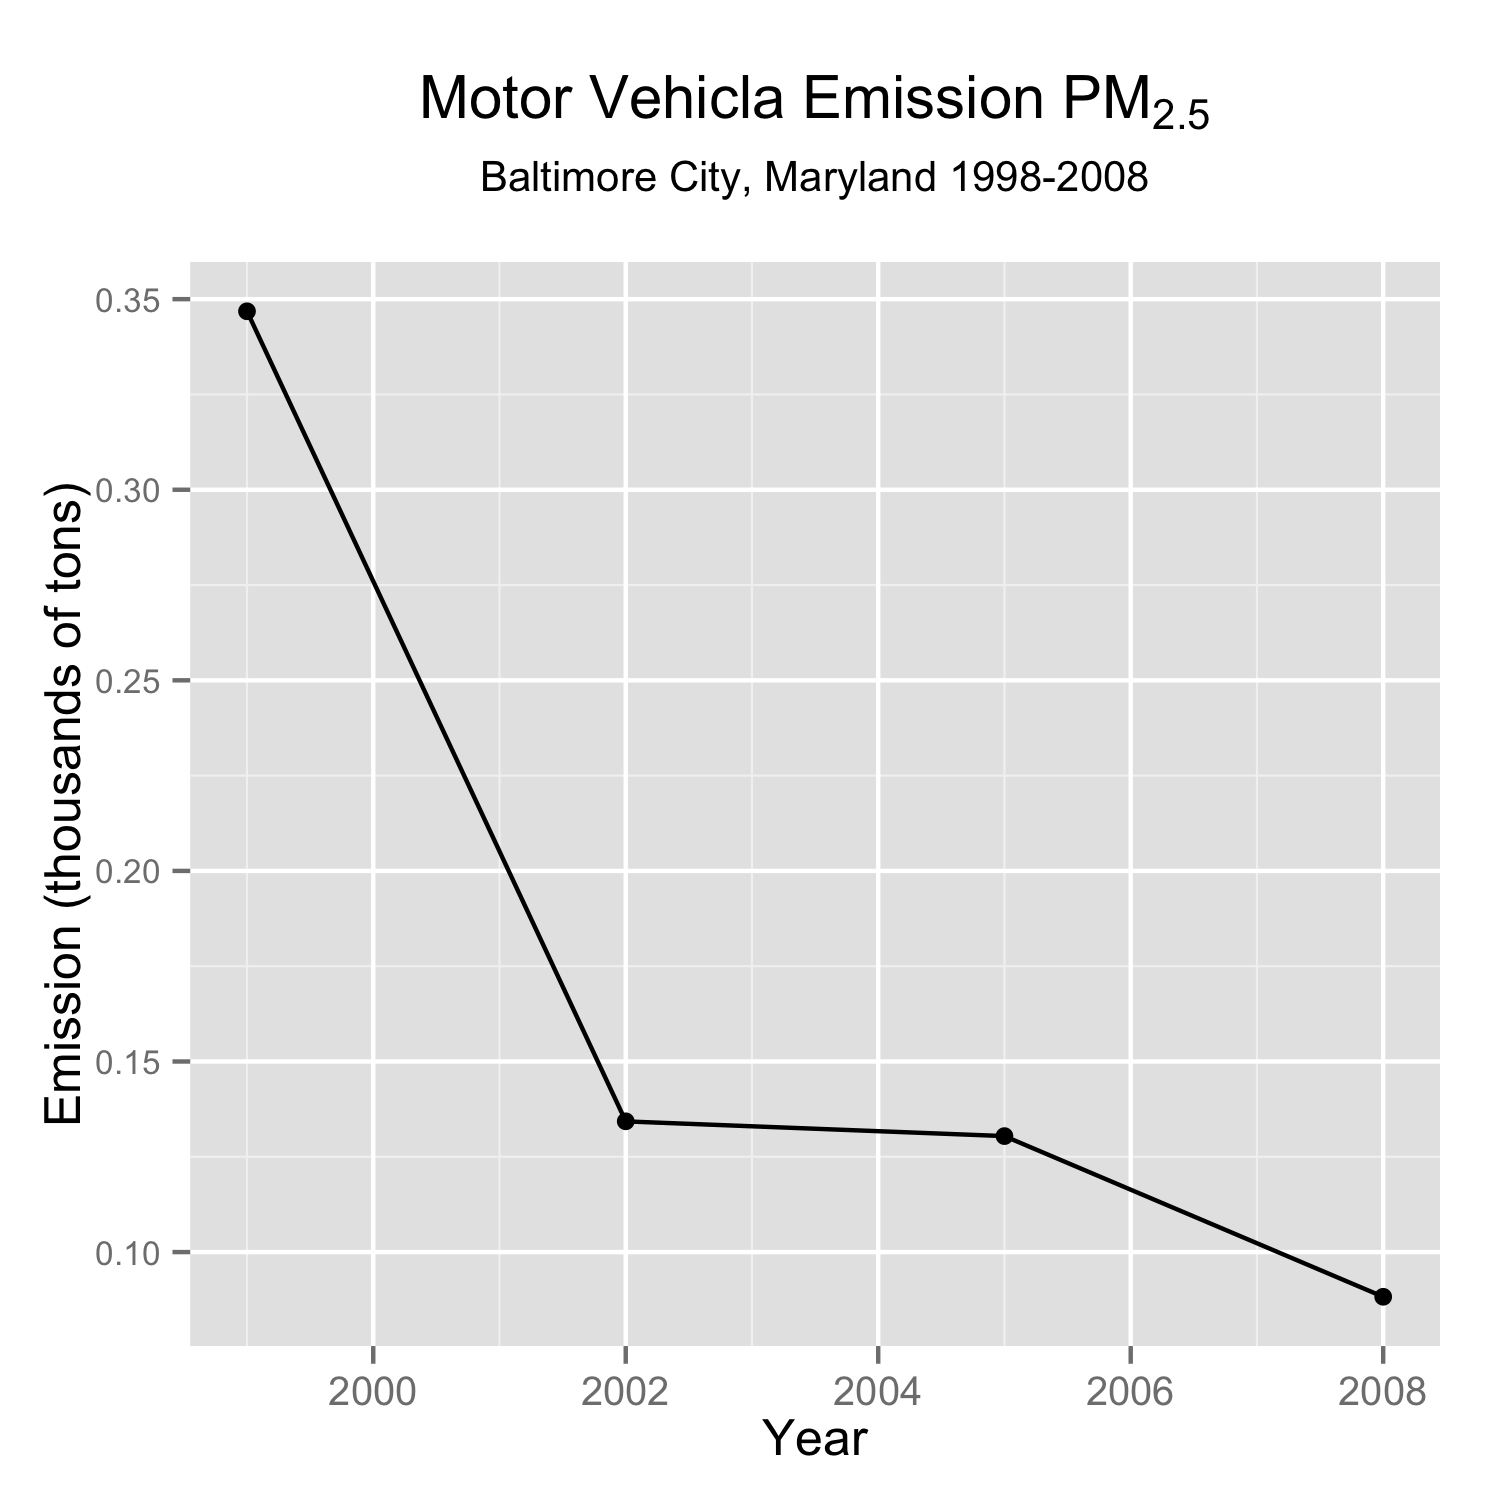 Motor Vehicla Emission PM2.5
Baltimore City, Maryland 1998-2008
Emission (thousands of tons)
0.35
0.30
0.25
0.20
0.15
0.10
2000 2002 2004 2006 2008
Year